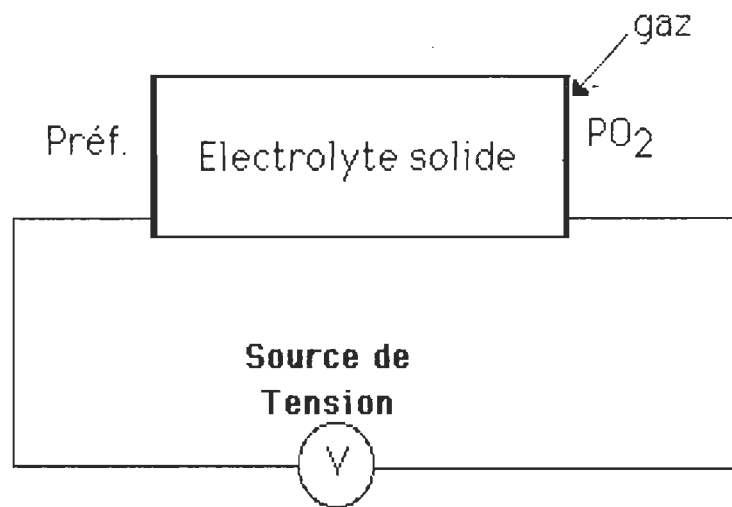 gaz
Préf.
Electrolyte solide
PO₂
Source de
Tension
V